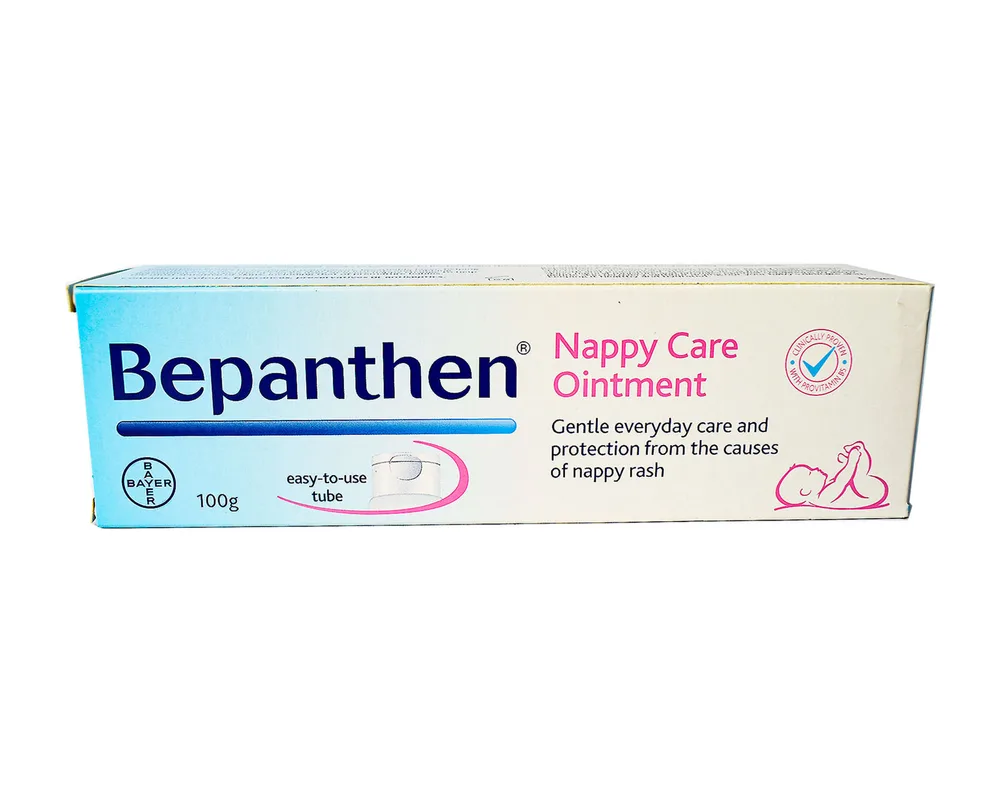 Bepanthen®
Nappy Care
Ointment
CLINICALLY PROVEN
WITH PROVITAMIN B5
Gentle everyday care and
protection from the causes
of nappy rash
BAYER
BAYER
100g
easy-to-use
tube